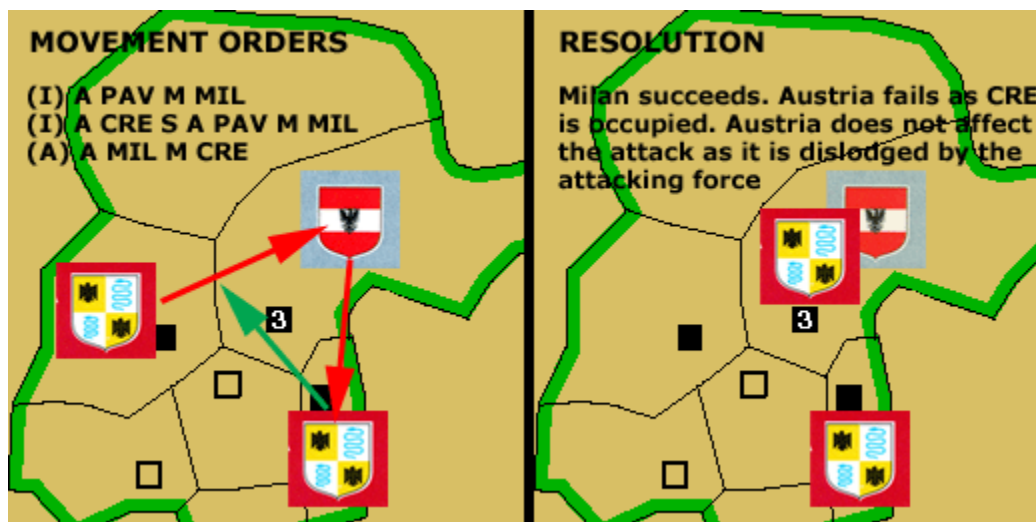 MOVEMENT ORDERS
(I) A PAV M MIL
(I) A CRE S A PAV M MIL
(A) A MIL M CRE
3
RESOLUTION
Milan succeeds. Austria fails as CRE
is occupied. Austria does not affect
the attack as it is dislodged by the
attacking force
3